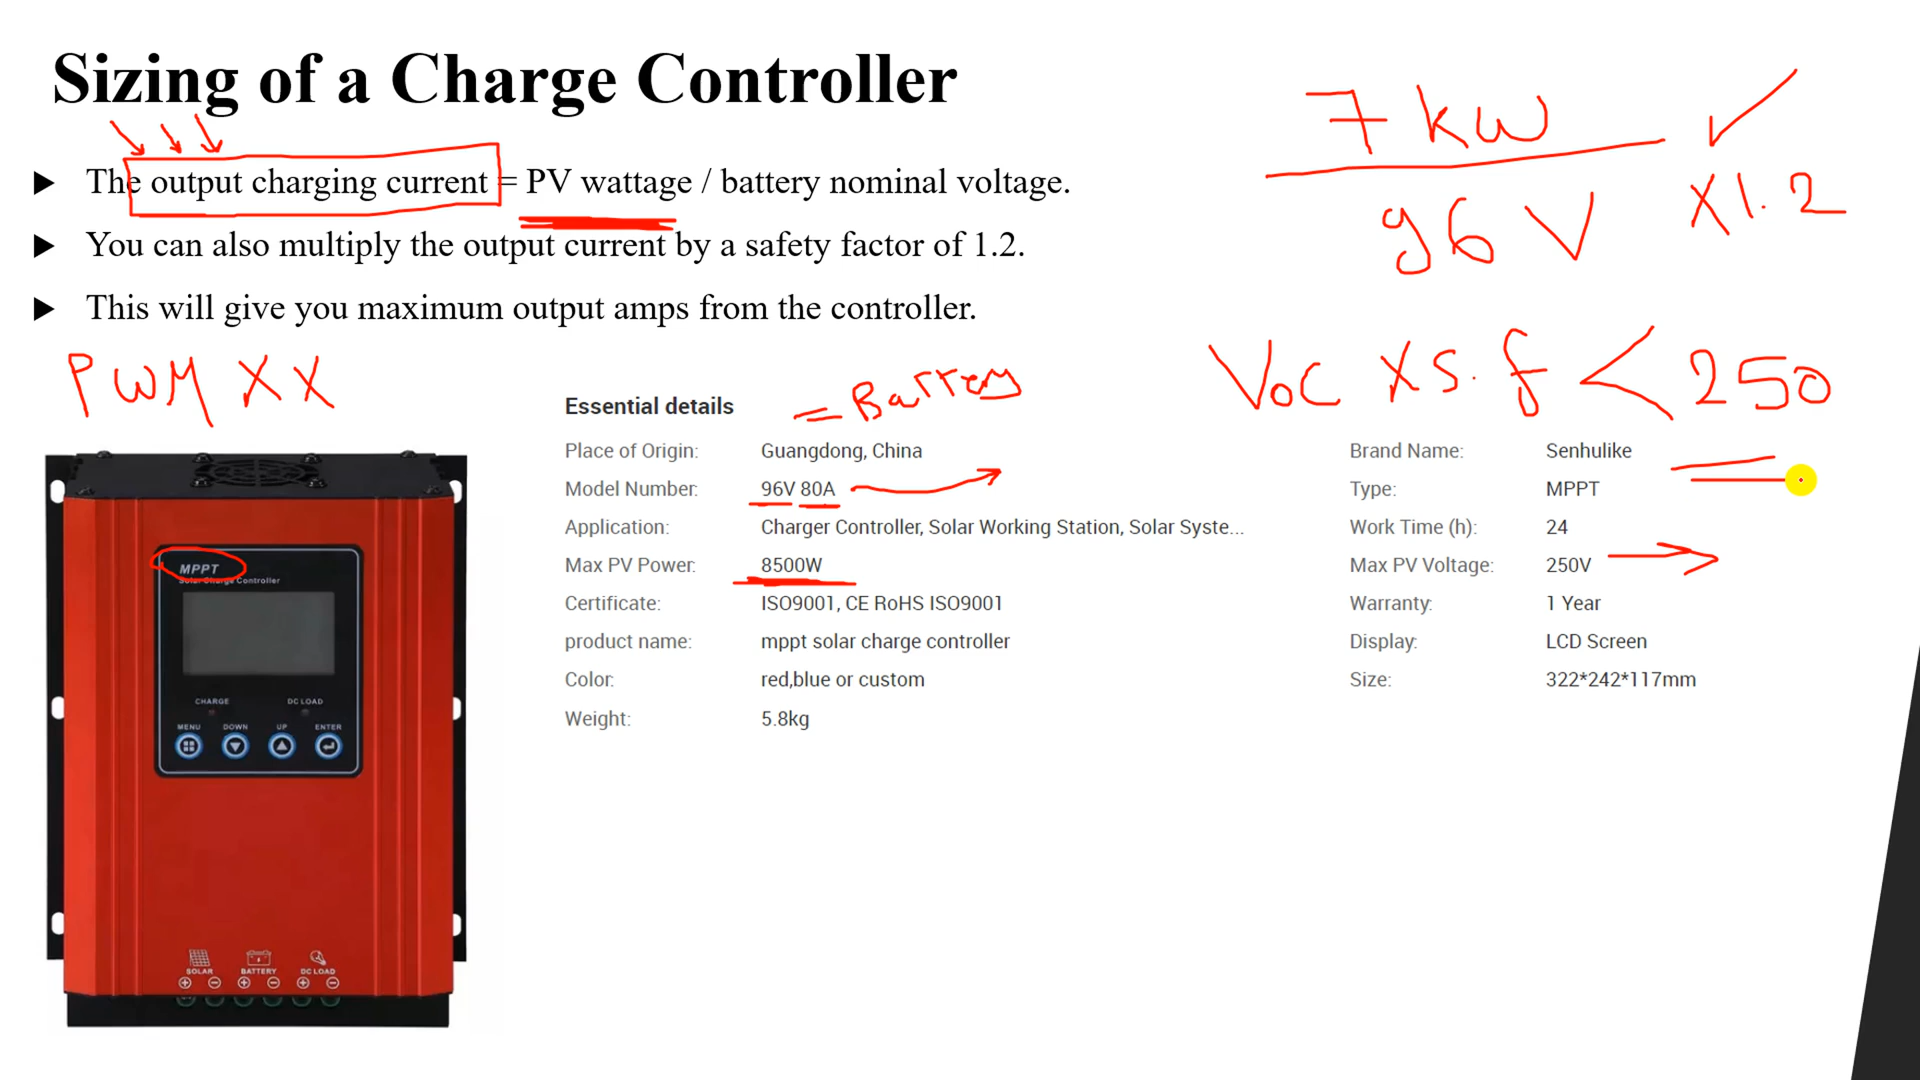 Sizing of a Charge Controller
The output charging current = PV wattage / battery nominal voltage.
You can also multiply the output current by a safety factor of 1.2.
This will give you maximum output amps from the controller.
7 kw
96 V
X1.2
PWM XX
= Battery
Voc X s.f < 250
Essential details
Place of Origin: Guangdong, China
Model Number: 96V 80A
Application: Charger Controller, Solar Working Station, Solar Syste...
Max PV Power: 8500W
Certificate: ISO9001, CE RoHS ISO9001
product name: mppt solar charge controller
Color: red,blue or custom
Weight: 5.8kg
Brand Name: Senhulike
Type: MPPT
Work Time (h): 24
Max PV Voltage: 250V
Warranty: 1 Year
Display: LCD Screen
Size: 322*242*117mm
MPPT
Solar Charge Controller
CHARGE DC LOAD
MENU DOWN UP ENTER
SOLAR BATTERY DC LOAD